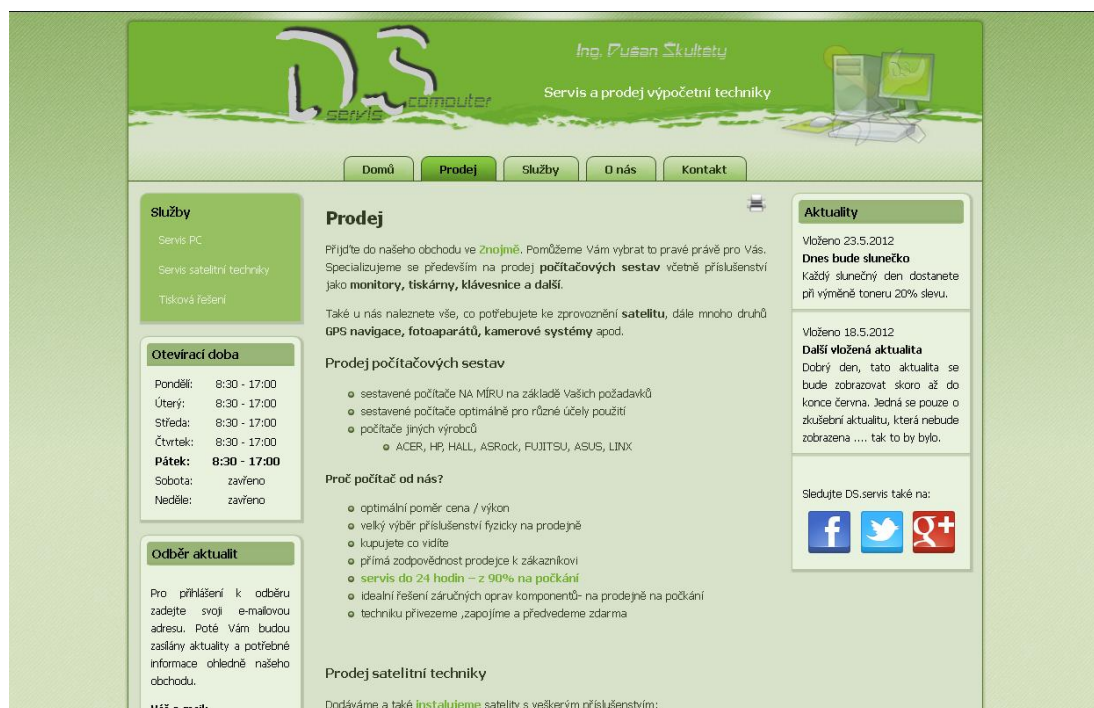 DS
servis
comouter
Ing. Dušan Škultéty
Servis a prodej výpočetní techniky
Domů
Prodej
Služby
O nás
Kontakt
Služby
Servis PC
Servis satelitní techniky
Tisková řešení
Otevírací doba
Pondělí: 8:30 - 17:00
Úterý: 8:30 - 17:00
Středa: 8:30 - 17:00
Čtvrtek: 8:30 - 17:00
Pátek: 8:30 - 17:00
Sobota: zavřeno
Neděle: zavřeno
Odběr aktualit
Pro přihlášení k odběru
zadejte svoji e-mailovou
adresu. Poté Vám budou
zasílány aktuality a potřebné
informace ohledně našeho
obchodu.
Váš e-mail:
Prodej
Přijďte do našeho obchodu ve Znojmě. Pomůžeme Vám vybrat to pravé právě pro Vás.
Specializujeme se především na prodej počítačových sestav včetně příslušenství
jako monitory, tiskárny, klávesnice a další.
Také u nás naleznete vše, co potřebujete ke zprovoznění satelitu, dále mnoho druhů
GPS navigace, fotoaparátů, kamerové systémy apod.
Prodej počítačových sestav
sestavené počítače NA MÍRU na základě Vašich požadavků
sestavené počítače optimálně pro různé účely použití
počítače jiných výrobců
ACER, HP, HALL, ASRock, FUJITSU, ASUS, LINX
Proč počítač od nás?
optimální poměr cena / výkon
velký výběr příslušenství fyzicky na prodejně
kupujete co vidíte
přímá zodpovědnost prodejce k zákazníkovi
servis do 24 hodin – z 90% na počkání
idealní řešení záručných oprav komponentů- na prodejně na počkání
techniku přivezeme ,zapojíme a předvedeme zdarma
Prodej satelitní techniky
Dodáváme a také instalujeme satelity s veškerým příslušenstvím:
Aktuality
Vloženo 23.5.2012
Dnes bude slunečko
Každý slunečný den dostanete
při výměně toneru 20% slevu.
Vloženo 18.5.2012
Další vložená aktualita
Dobrý den, tato aktualita se
bude zobrazovat skoro až do
konce června. Jedná se pouze o
zkušební aktualitu, která nebude
zobrazena .... tak to by bylo.
Sledujte DS.servis také na:
f
g+